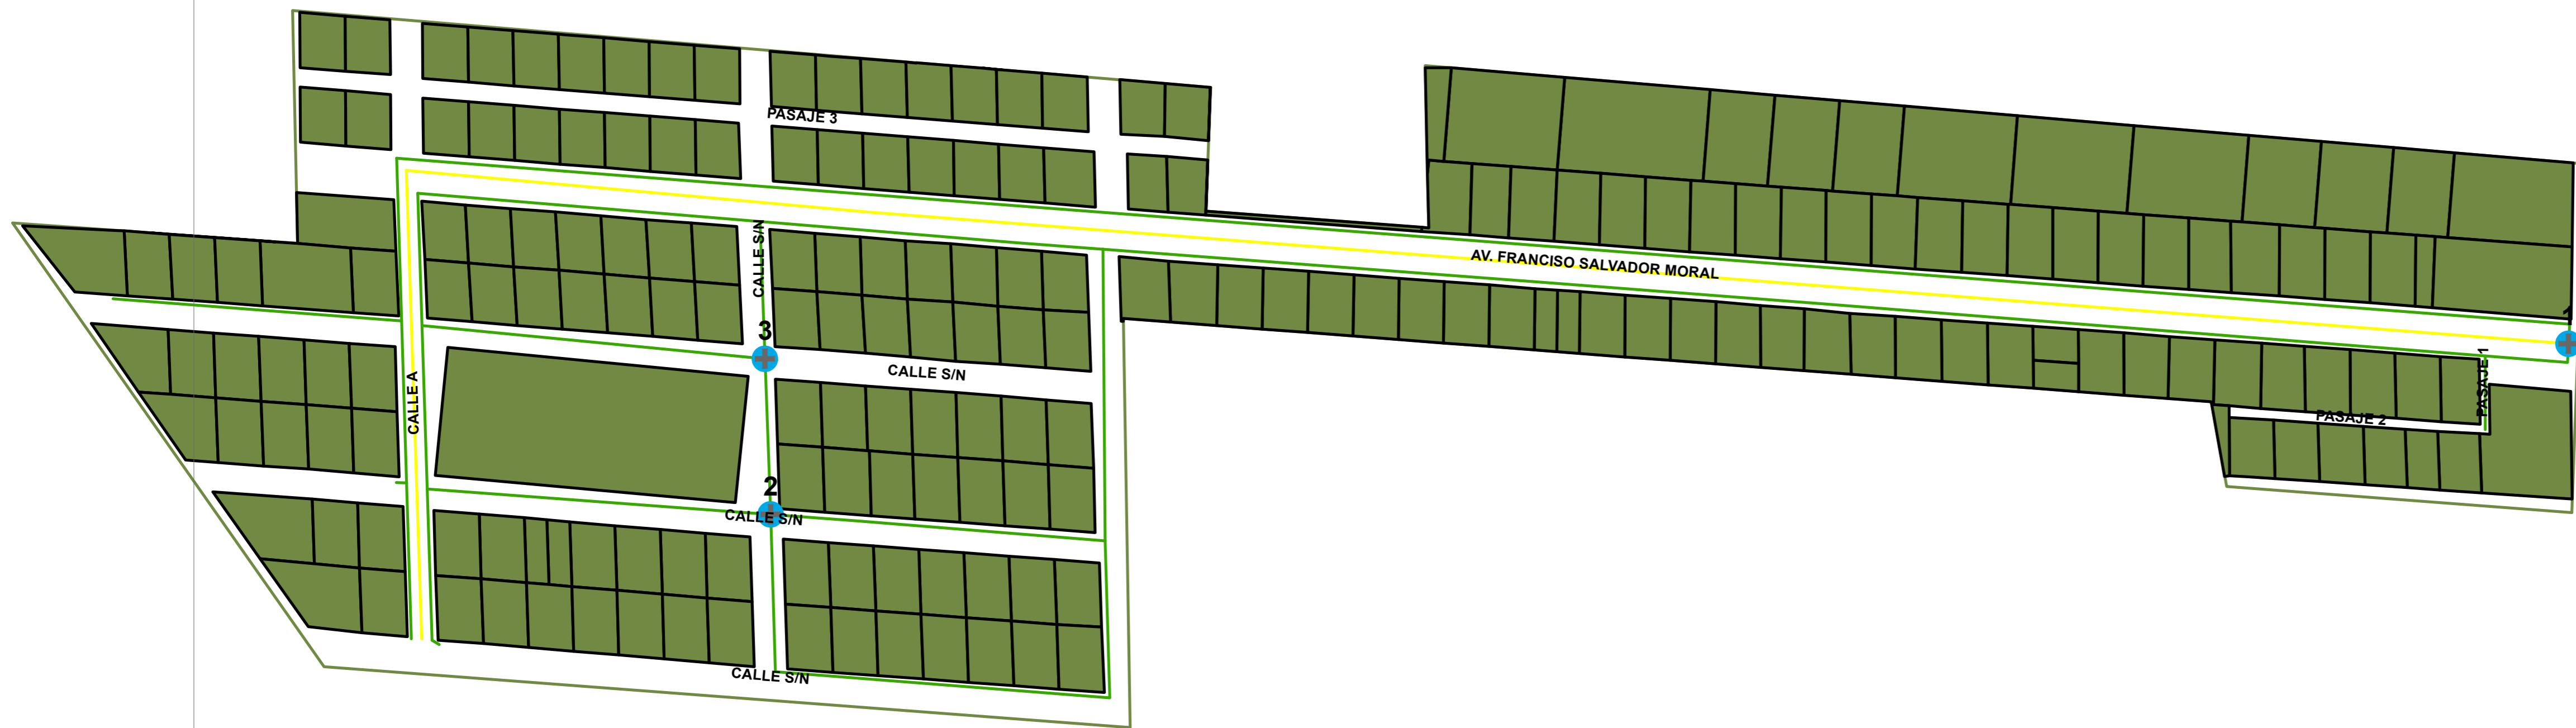 PASAJE 3
CALLE S/N
AV. FRANCISO SALVADOR MORAL
1
3
CALLE S/N
PASAJE 1
CALLE A
PASAJE 2
2
CALLE S/N
CALLE S/N